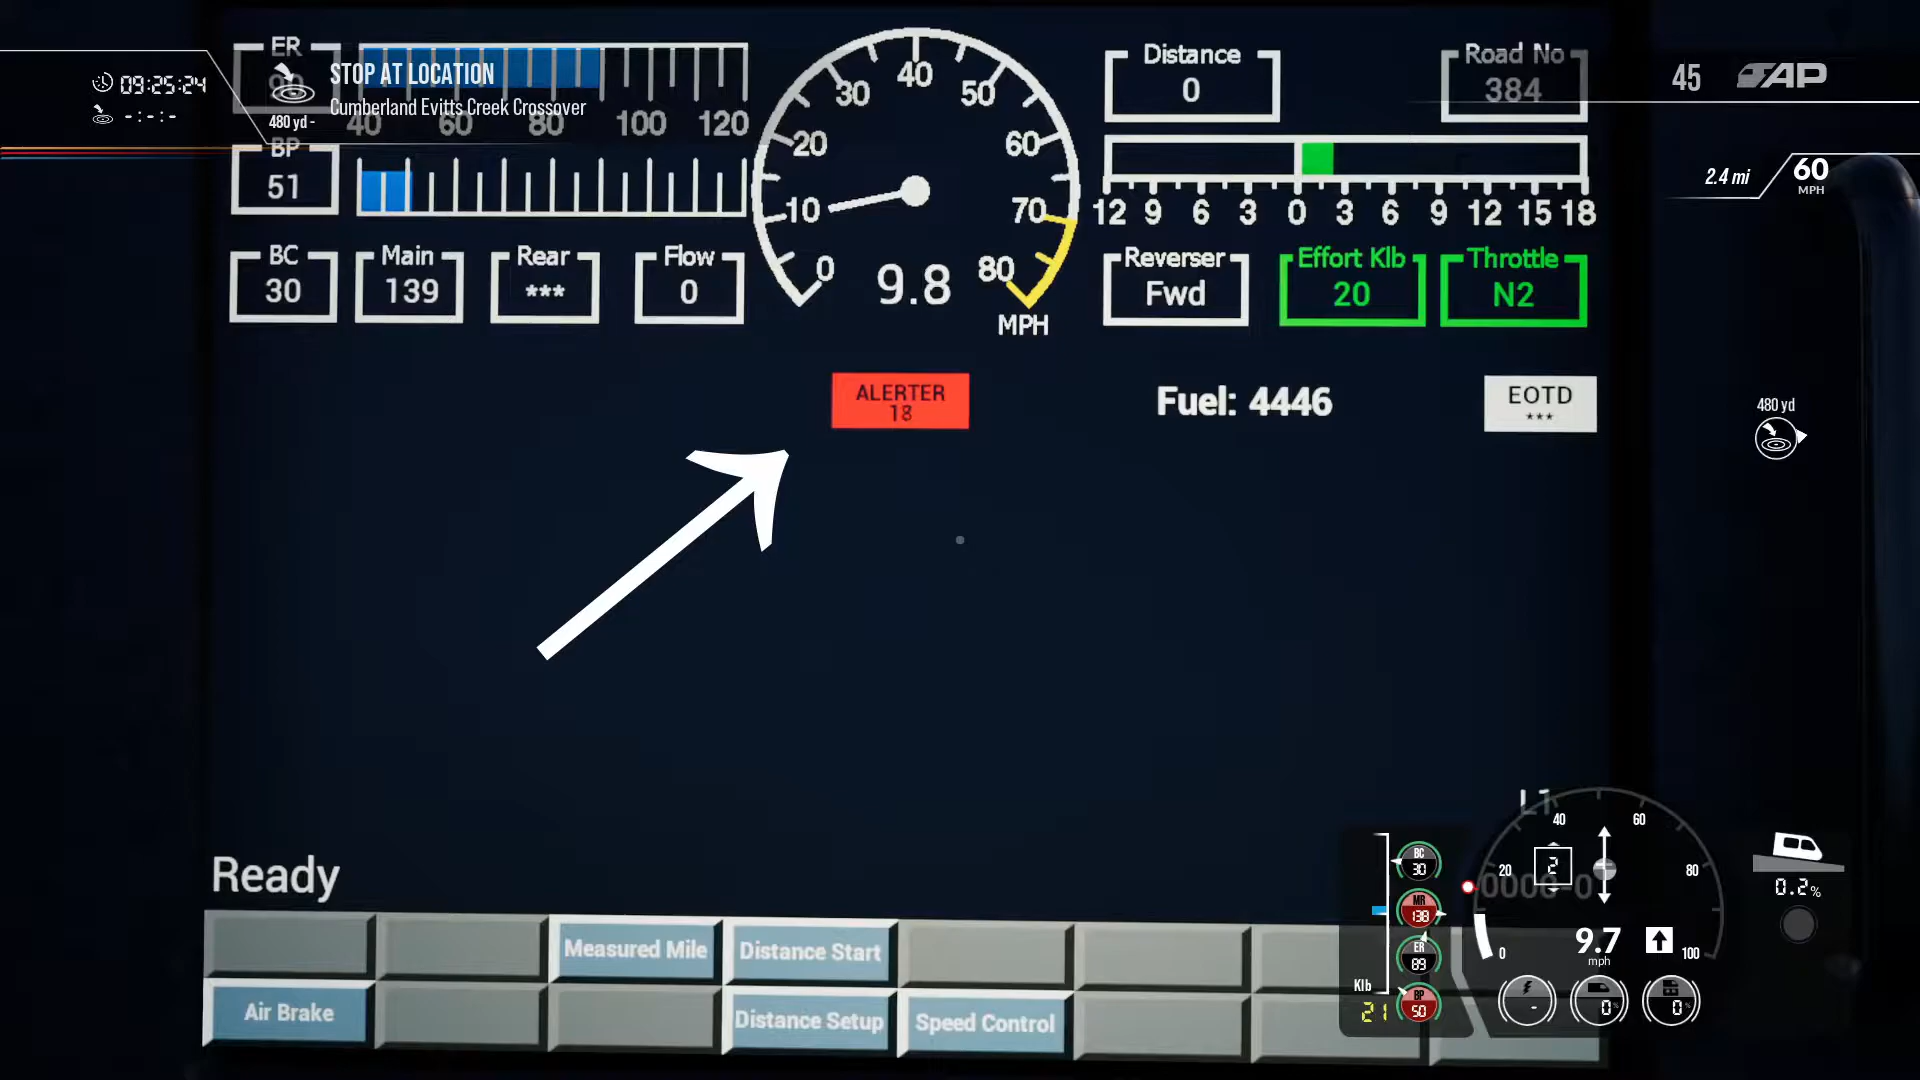 09:25:24
-:-:-
STOP AT LOCATION
Cumberland Evitts Creek Crossover
480 yd -
ER
40 60 80 100 120
BP
51
BC
30
Main
139
Rear
***
Flow
0
0 10 20 30 40 50 60 70 80
9.8
MPH
Distance
0
Road No
384
12 9 6 3 0 3 6 9 12 15 18
Reverser
Fwd
Effort Klb
20
Throttle
N2
45 AP
2.4 mi
60
MPH
ALERTER
13
Fuel: 4446
EOTD
***
480 yd
Ready
Measured Mile
Distance Start
Air Brake
Distance Setup
Speed Control
BC
30
MR
138
ER
89
BP
50
Klb
21
0 20 40 60 80 100
2
9.7
mph
-
0%
0%
0.2%